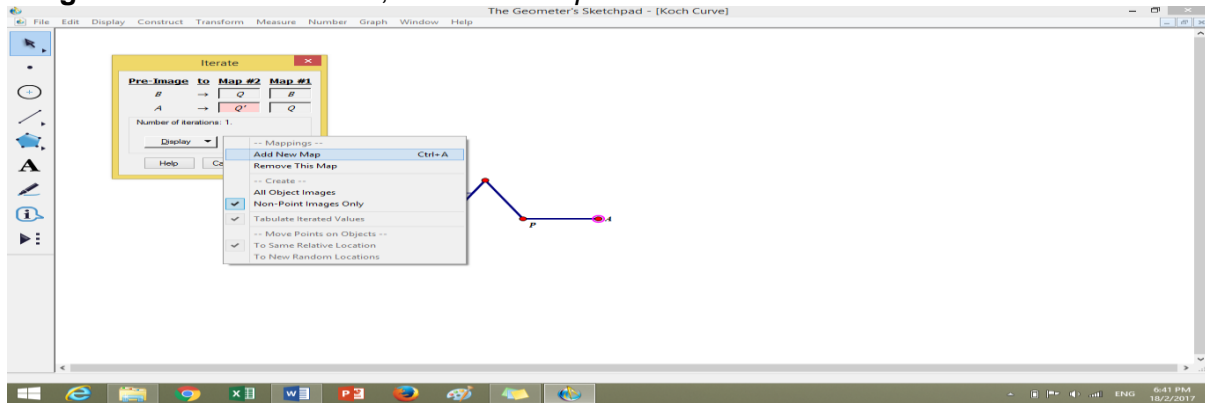 The Geometer's Sketchpad - [Koch Curve]
File Edit Display Construct Transform Measure Number Graph Window Help
Iterate
Pre-Image to Map #2 Map #1
B → Q B
A → Q' Q
Number of iterations: 1.
Display
-- Mappings --
Add New Map Ctrl+A
Remove This Map
Help
-- Create --
All Object Images
Non-Point Images Only
Tabulate Iterated Values
-- Move Points on Objects --
To Same Relative Location
To New Random Locations
P
A
A
ENG
6:41 PM
18/2/2017